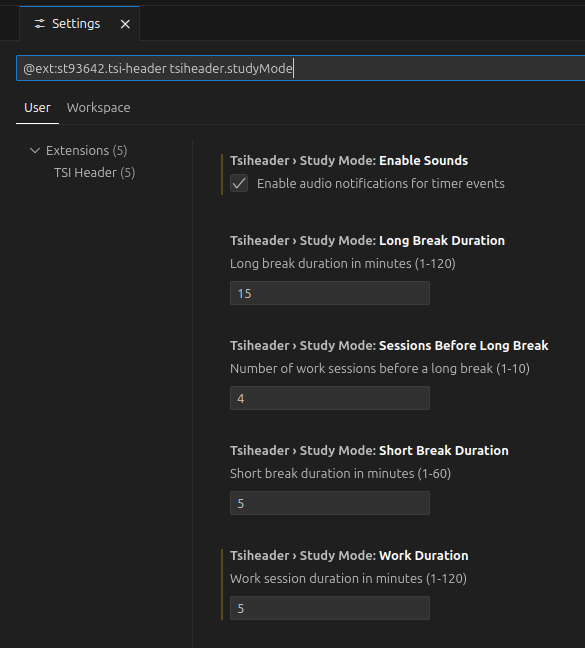 Settings
@ext:st93642.tsi-header tsiheader.studyMode
User Workspace
Extensions (5)
TSI Header (5)
Tsiheader › Study Mode: Enable Sounds
Enable audio notifications for timer events
Tsiheader › Study Mode: Long Break Duration
Long break duration in minutes (1-120)
15
Tsiheader › Study Mode: Sessions Before Long Break
Number of work sessions before a long break (1-10)
4
Tsiheader › Study Mode: Short Break Duration
Short break duration in minutes (1-60)
5
Tsiheader › Study Mode: Work Duration
Work session duration in minutes (1-120)
5